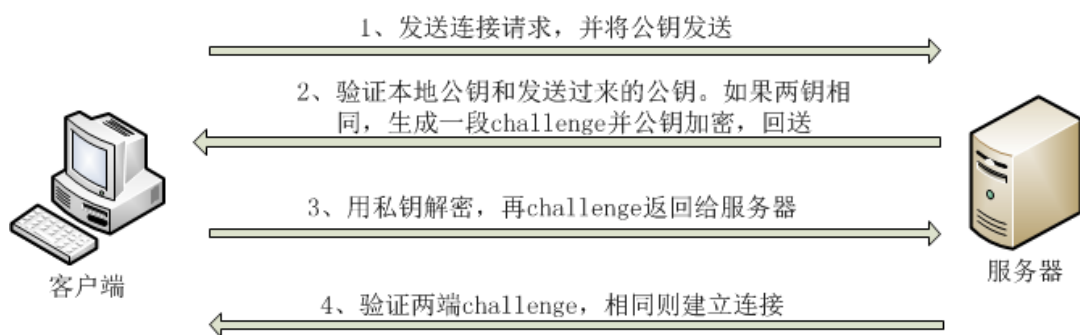 1、发送连接请求，并将公钥发送
2、验证本地公钥和发送过来的公钥。如果两钥相
同，生成一段challenge并公钥加密，回送
3、用私钥解密，再challenge返回给服务器
客户端
服务器
4、验证两端challenge，相同则建立连接